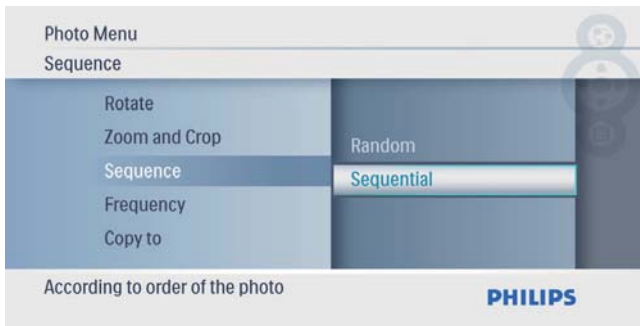 Photo Menu
Sequence
Rotate
Zoom and Crop
Sequence
Frequency
Copy to
Random
Sequential
According to order of the photo
PHILIPS